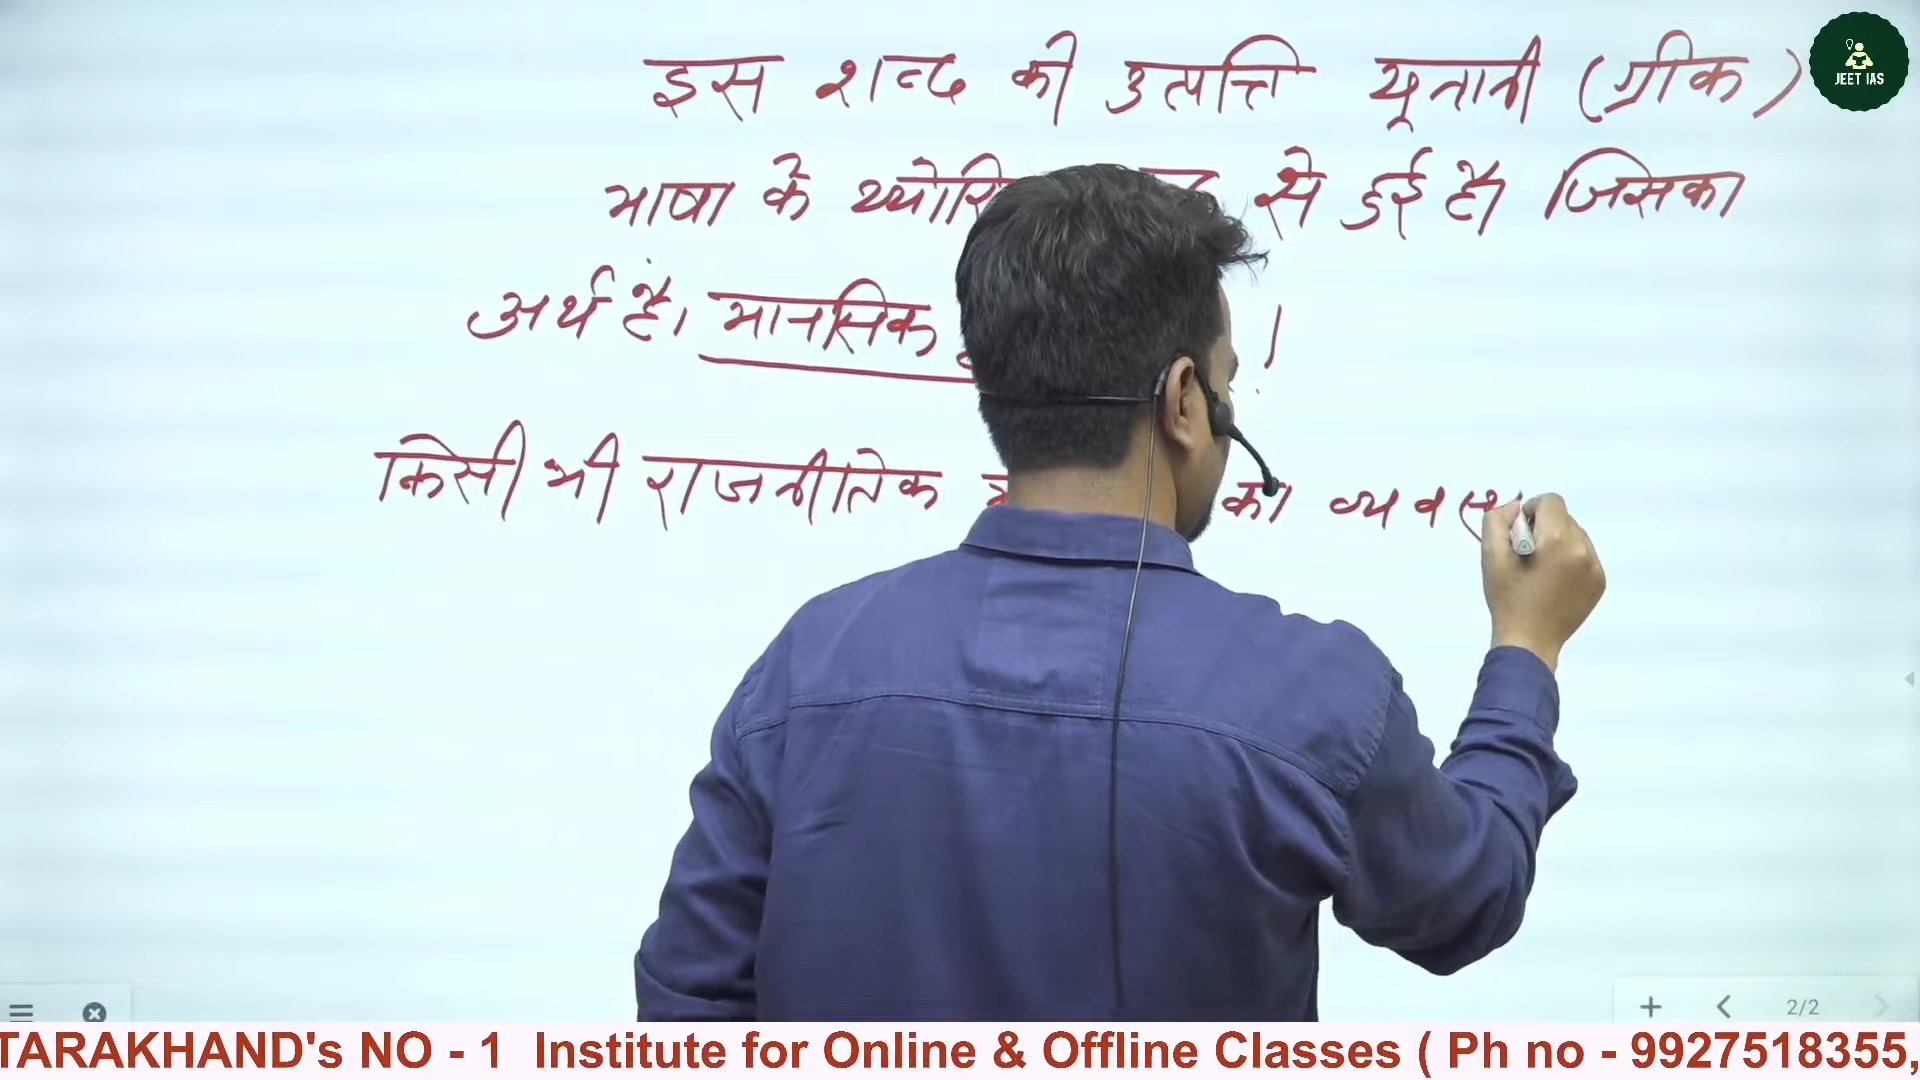 इस शब्द की उत्पत्ति यूनानी (ग्रीक)
JEET IAS
भाषा के से हुई है। जिसका
अर्थ है। मानसिक ।
किसी भी राजनीतिक का
2/2
TARAKHAND's NO - 1 Institute for Online & Offline Classes ( Ph no - 9927518355,